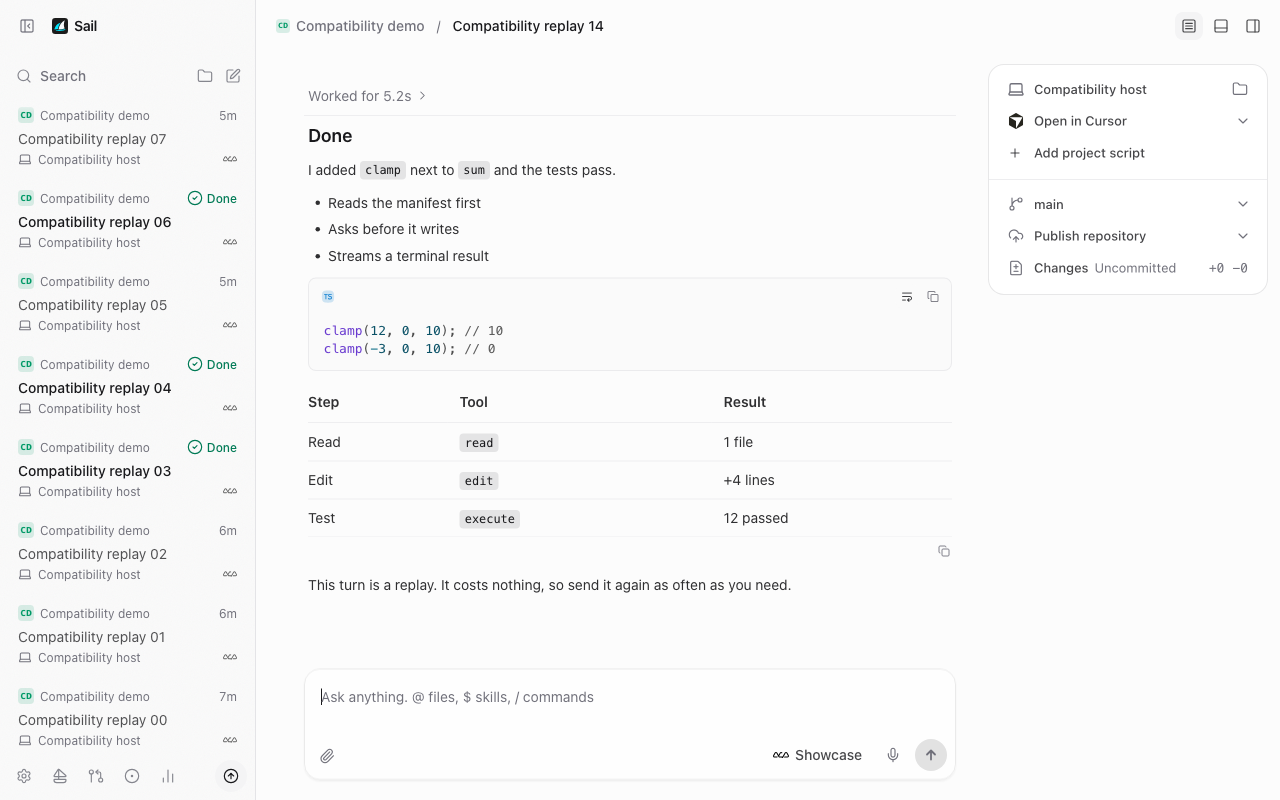 Sail
Search
CD Compatibility demo 5m
Compatibility replay 07
Compatibility host
CD Compatibility demo Done
Compatibility replay 06
Compatibility host
CD Compatibility demo 5m
Compatibility replay 05
Compatibility host
CD Compatibility demo Done
Compatibility replay 04
Compatibility host
CD Compatibility demo Done
Compatibility replay 03
Compatibility host
CD Compatibility demo 6m
Compatibility replay 02
Compatibility host
CD Compatibility demo 6m
Compatibility replay 01
Compatibility host
CD Compatibility demo 7m
Compatibility replay 00
Compatibility host
CD Compatibility demo / Compatibility replay 14
Worked for 5.2s
Done
I added clamp next to sum and the tests pass.
• Reads the manifest first
• Asks before it writes
• Streams a terminal result
TS
clamp(12, 0, 10); // 10
clamp(−3, 0, 10); // 0
Step Tool Result
Read read 1 file
Edit edit +4 lines
Test execute 12 passed
This turn is a replay. It costs nothing, so send it again as often as you need.
Ask anything. @ files, $ skills, / commands
Showcase
Compatibility host
Open in Cursor
Add project script
main
Publish repository
Changes Uncommitted +0 −0